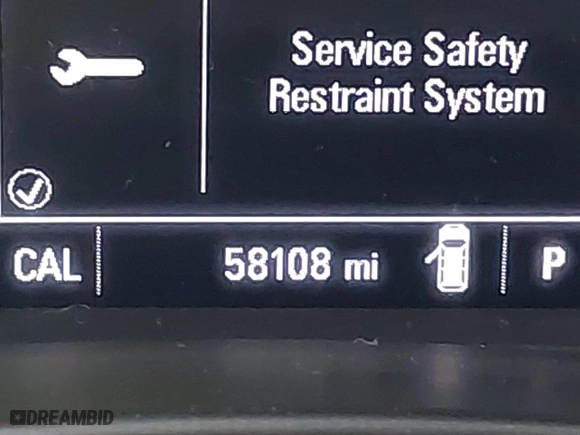 Service Safety
Restraint System
CAL 58108 mi P
DREAMBID